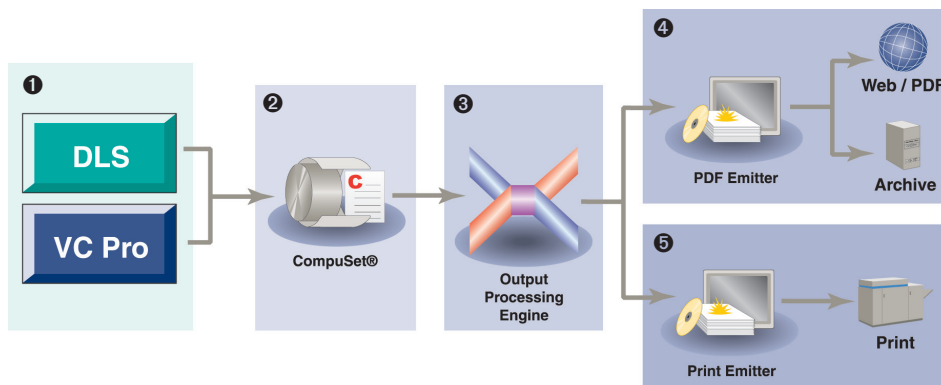 ❶
DLS
VC Pro
❷
C
CompuSet®
❸
Output
Processing
Engine
❹
PDF Emitter
Web / PDF
Archive
❺
Print Emitter
Print